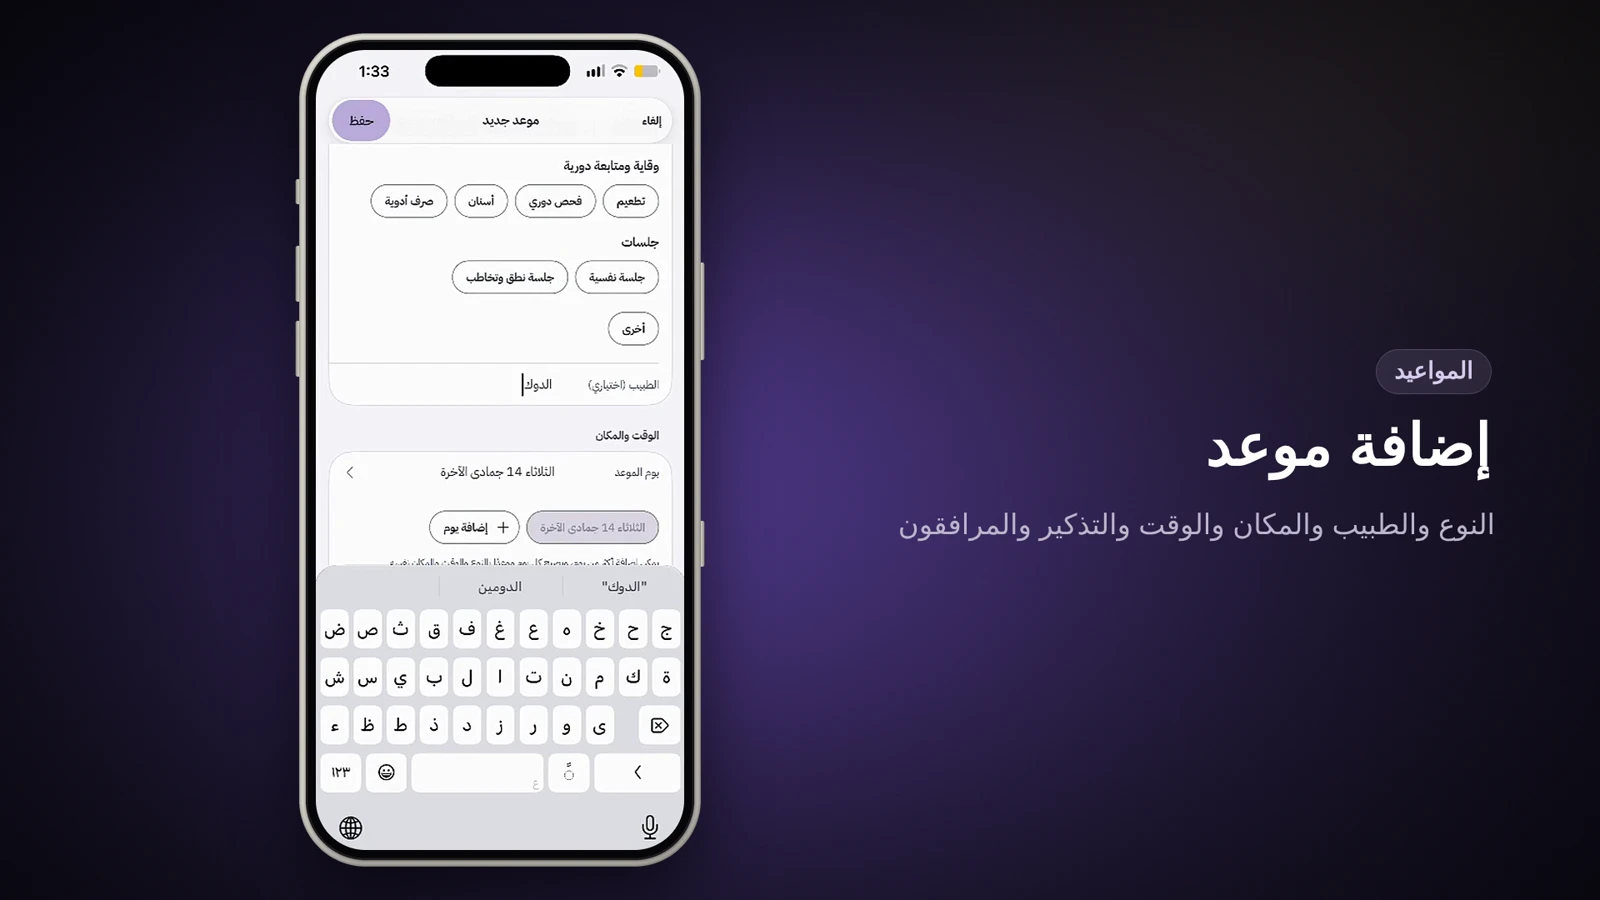 1:33
إلغاء موعد جديد حفظ
وقاية ومتابعة دورية
تطعيم فحص دوري أسنان صرف أدوية
جلسات
جلسة نفسية جلسة نطق وتخاطب
أخرى
الطبيب (اختياري) الدوك
الوقت والمكان
يوم الموعد الثلاثاء 14 جمادى الآخرة
الثلاثاء 14 جمادى الآخرة + إضافة يوم
"الدوك" الدومين
ض ص ث ق ف غ ع ه خ ح ج
ش س ي ب ل ا ت ن م ك ة
ء ظ ط ذ د ز ر و ى
١٢٣ ع
المواعيد
إضافة موعد
النوع والطبيب والمكان والوقت والتذكير والمرافقون